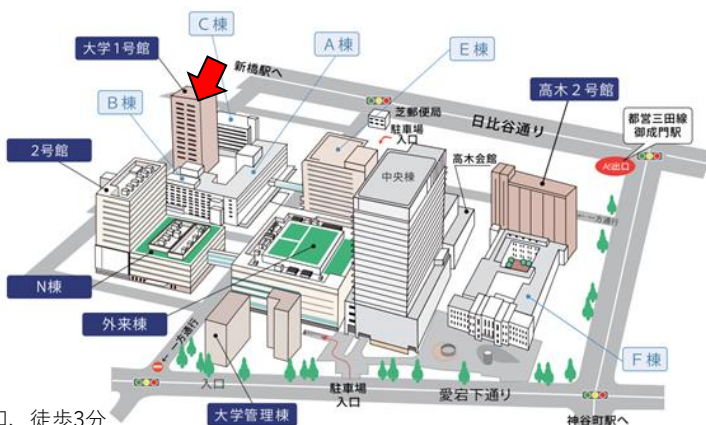 C棟
大学1号館
A棟
E棟
新橋駅へ
B棟
芝郵便局
日比谷通り
高木2号館
都営三田線
御成門駅
駐車場
入口
2号館
中央棟
高木会館
A5出口
←一方通行
N棟
外来棟
←一方通行
F棟
入口
駐車場
入口
愛宕下通り
大学管理棟
神谷町駅へ
徒歩3分